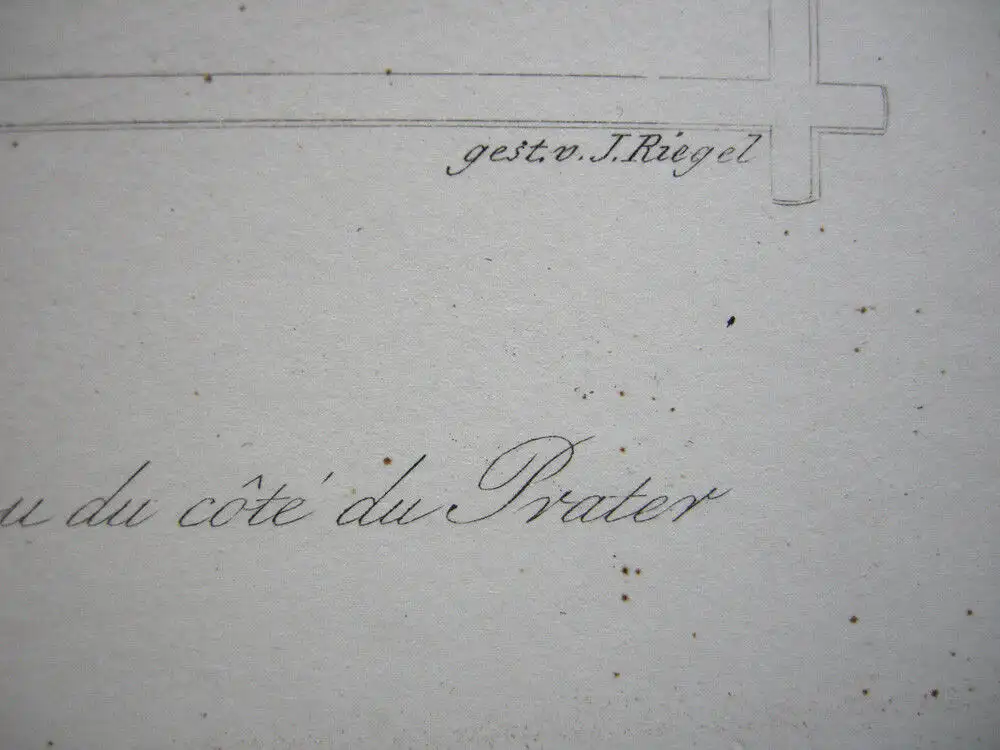 gest. v. J. Riegel
u du côté du Prater